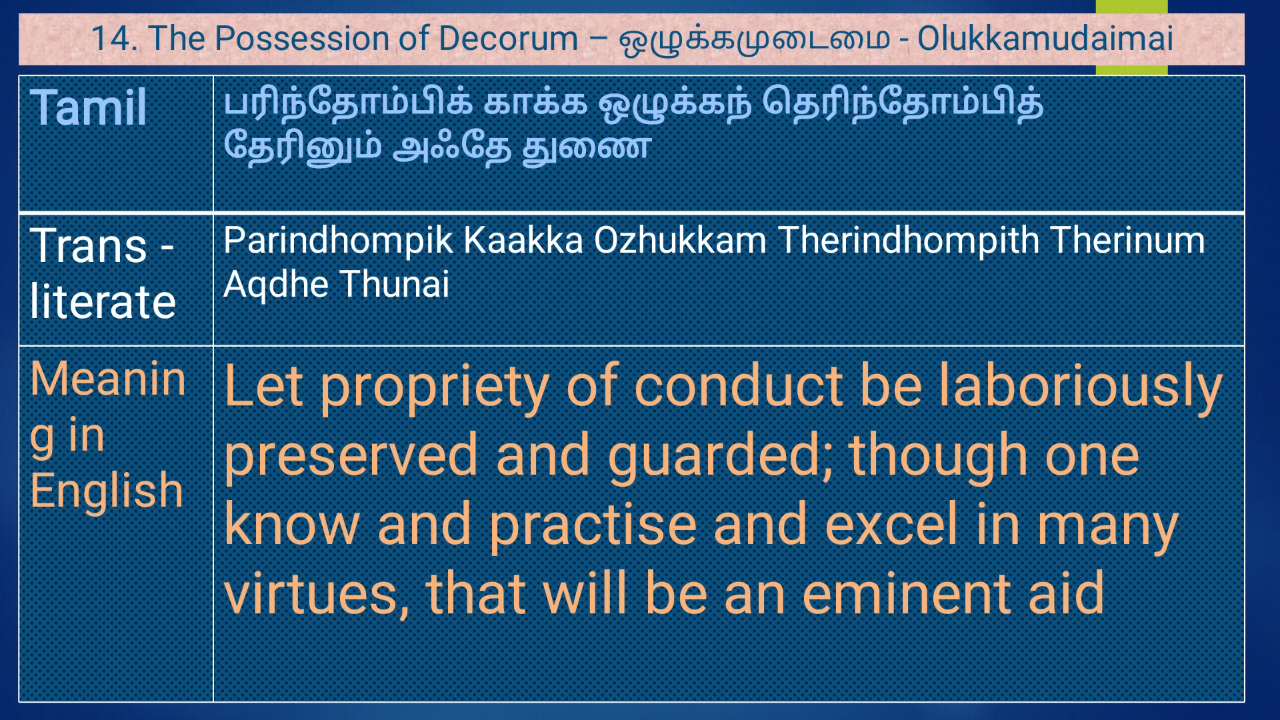 14. The Possession of Decorum – ஒழுக்கமுடைமை - Olukkamudaimai
Tamil
பரிந்தோம்பிக் காக்க ஒழுக்கந் தெரிந்தோம்பித்
தேரினும் அஃதே துணை
Trans -
literate
Parindhompik Kaakka Ozhukkam Therindhompith Therinum
Aqdhe Thunai
Meanin
g in
English
Let propriety of conduct be laboriously
preserved and guarded; though one
know and practise and excel in many
virtues, that will be an eminent aid